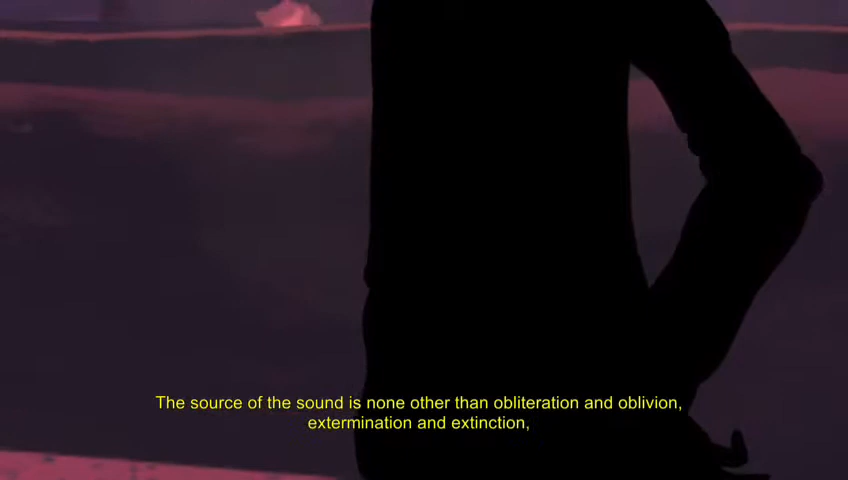 The source of the sound is none other than obliteration and oblivion,
extermination and extinction,